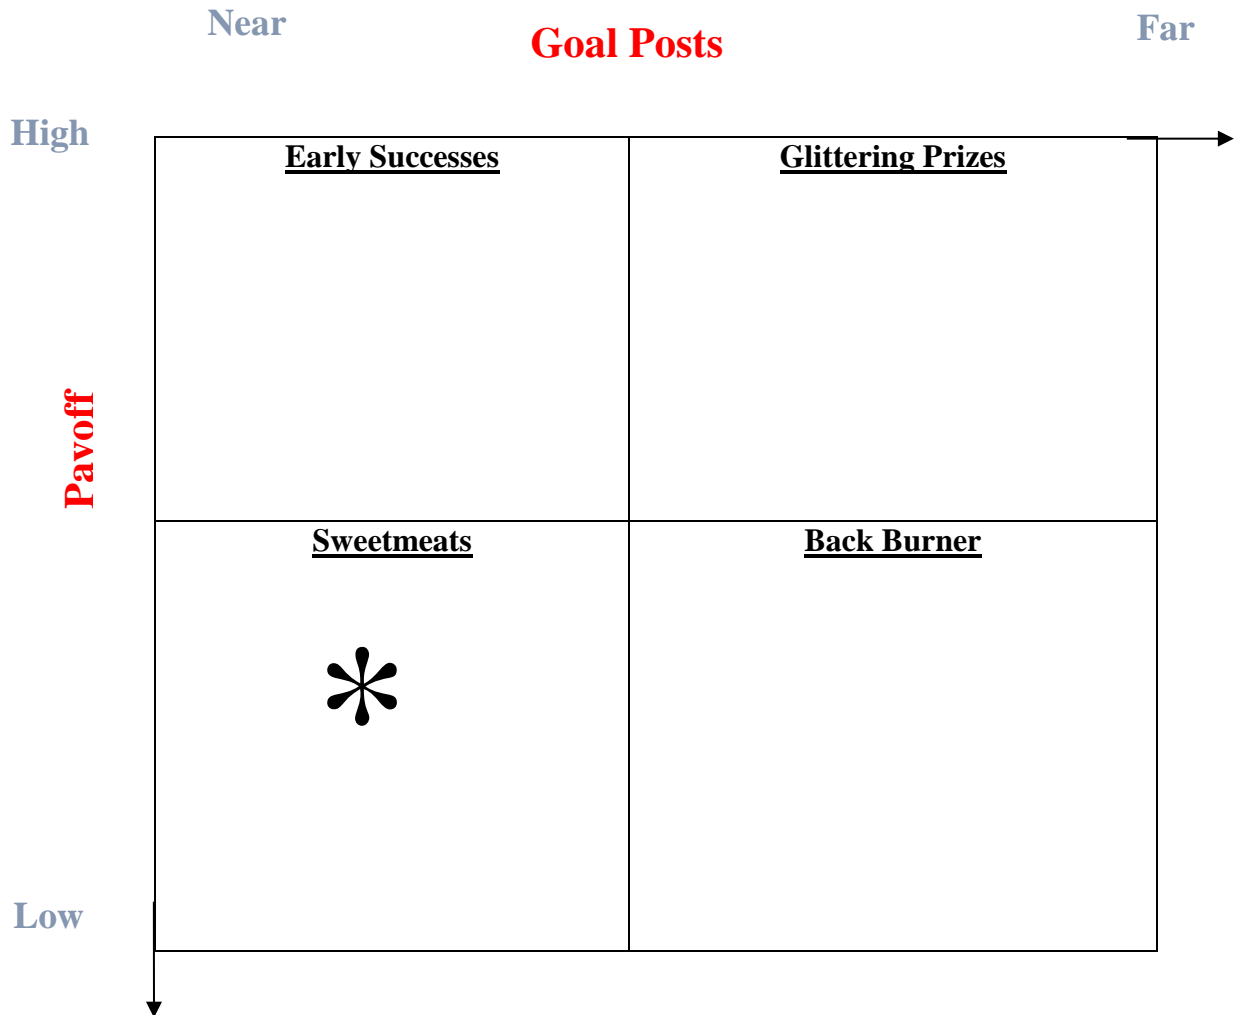 Near
Goal Posts
Far
High
Early Successes
Glittering Prizes
Payoff
Sweetmeats
Back Burner
*
Low